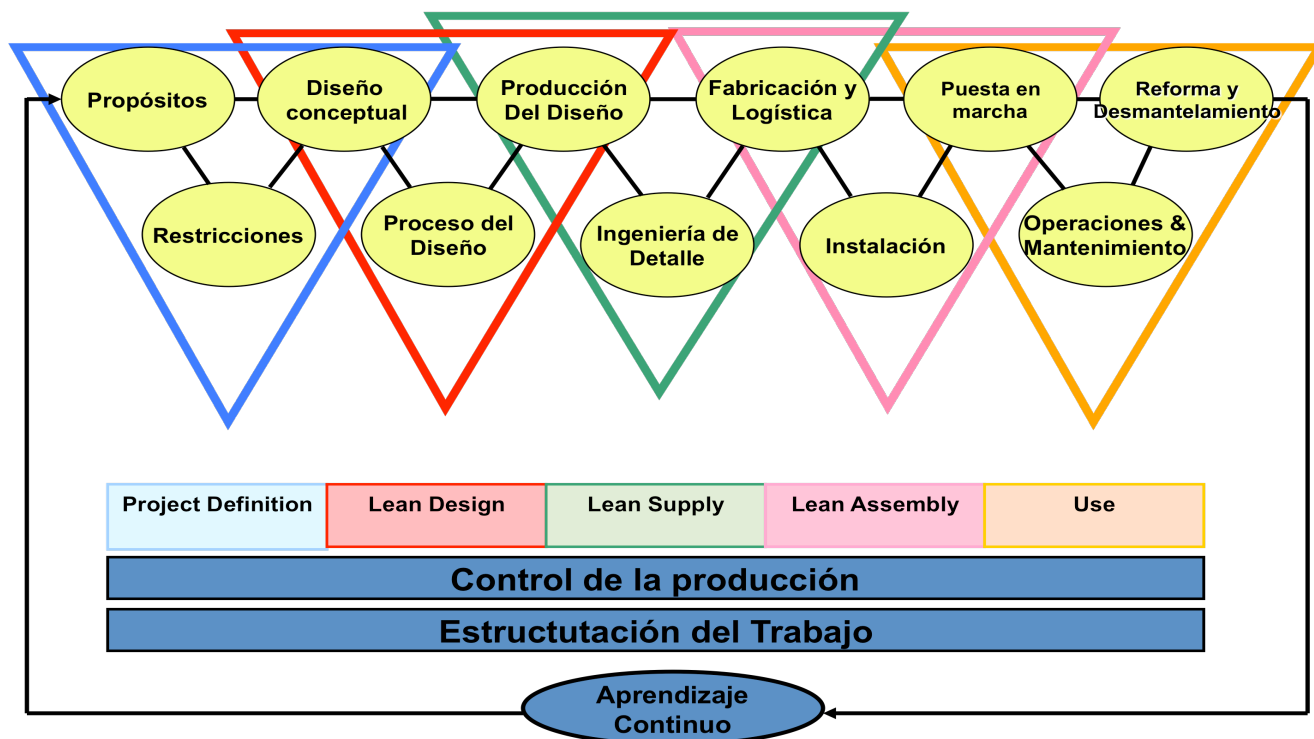 Propósitos
Diseño
conceptual
Producción
Del Diseño
Fabricación y
Logística
Puesta en
marcha
Reforma y
Desmantelamiento
Restricciones
Proceso del
Diseño
Ingeniería de
Detalle
Instalación
Operaciones &
Mantenimiento
Project Definition
Lean Design
Lean Supply
Lean Assembly
Use
Control de la producción
Estructutación del Trabajo
Aprendizaje
Continuo